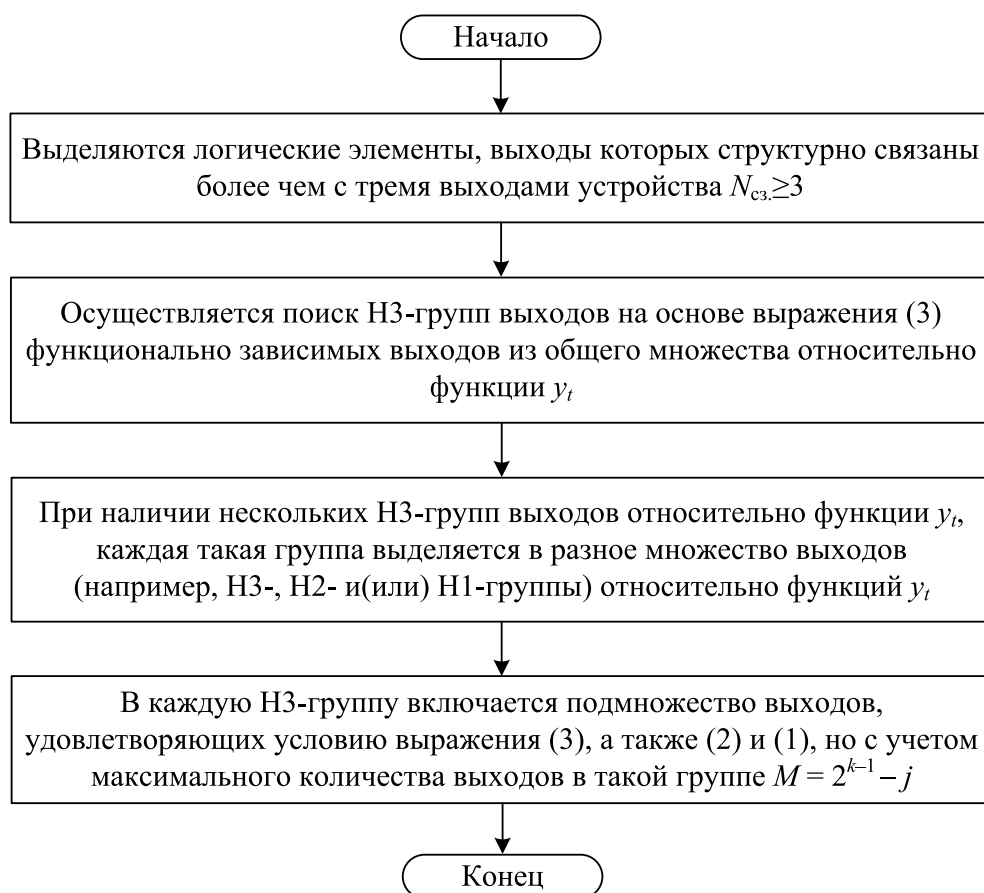 Начало
Выделяются логические элементы, выходы которых структурно связаны
более чем с тремя выходами устройства Nсз.≥3
Осуществляется поиск Н3-групп выходов на основе выражения (3)
функционально зависимых выходов из общего множества относительно
функции yt
При наличии нескольких Н3-групп выходов относительно функции yt,
каждая такая группа выделяется в разное множество выходов
(например, Н3-, Н2- и(или) Н1-группы) относительно функций yt
В каждую Н3-группу включается подмножество выходов,
удовлетворяющих условию выражения (3), а также (2) и (1), но с учетом
максимального количества выходов в такой группе M = 2^{k–1} – j
Конец